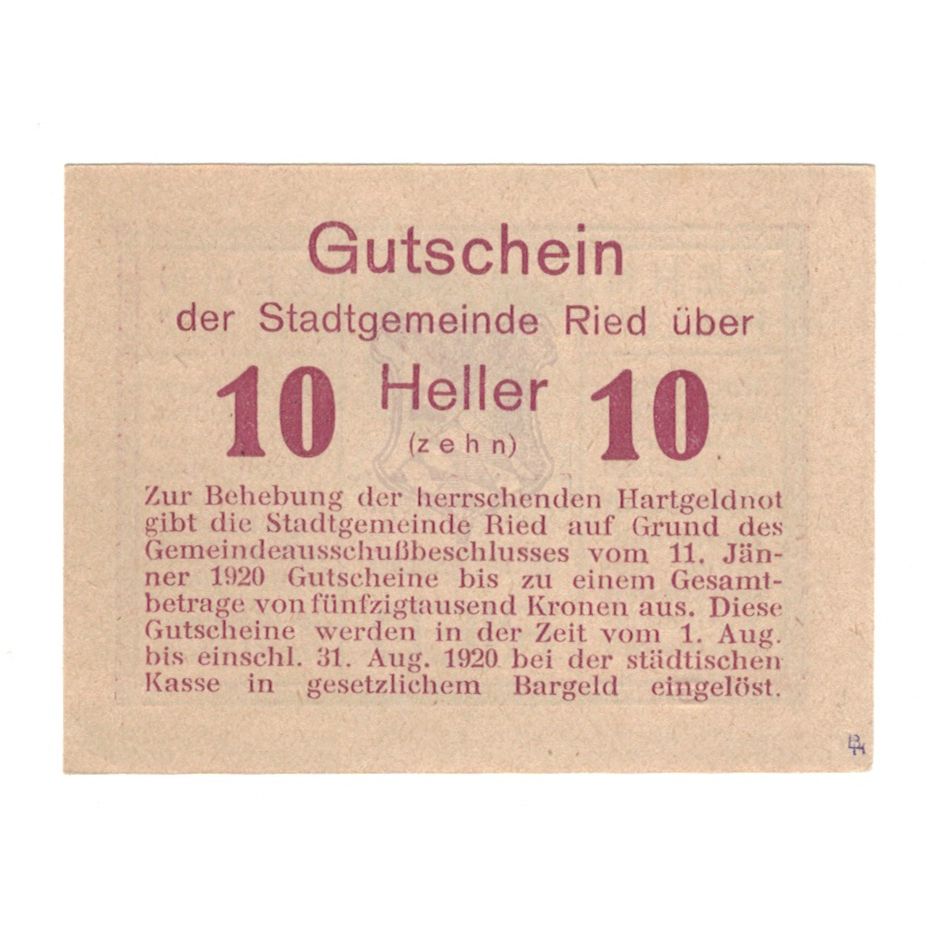 Gutschein
der Stadtgemeinde Ried über
10 Heller 10
(zehn)
Zur Behebung der herrschenden Hartgeldnot
gibt die Stadtgemeinde Ried auf Grund des
Gemeindeausschußbeschlusses vom 11. Jän-
ner 1920 Gutscheine bis zu einem Gesamt-
betrage von fünfzigtausend Kronen aus. Diese
Gutscheine werden in der Zeit vom 1. Aug.
bis einschl. 31. Aug. 1920 bei der städtischen
Kasse in gesetzlichem Bargeld eingelöst.